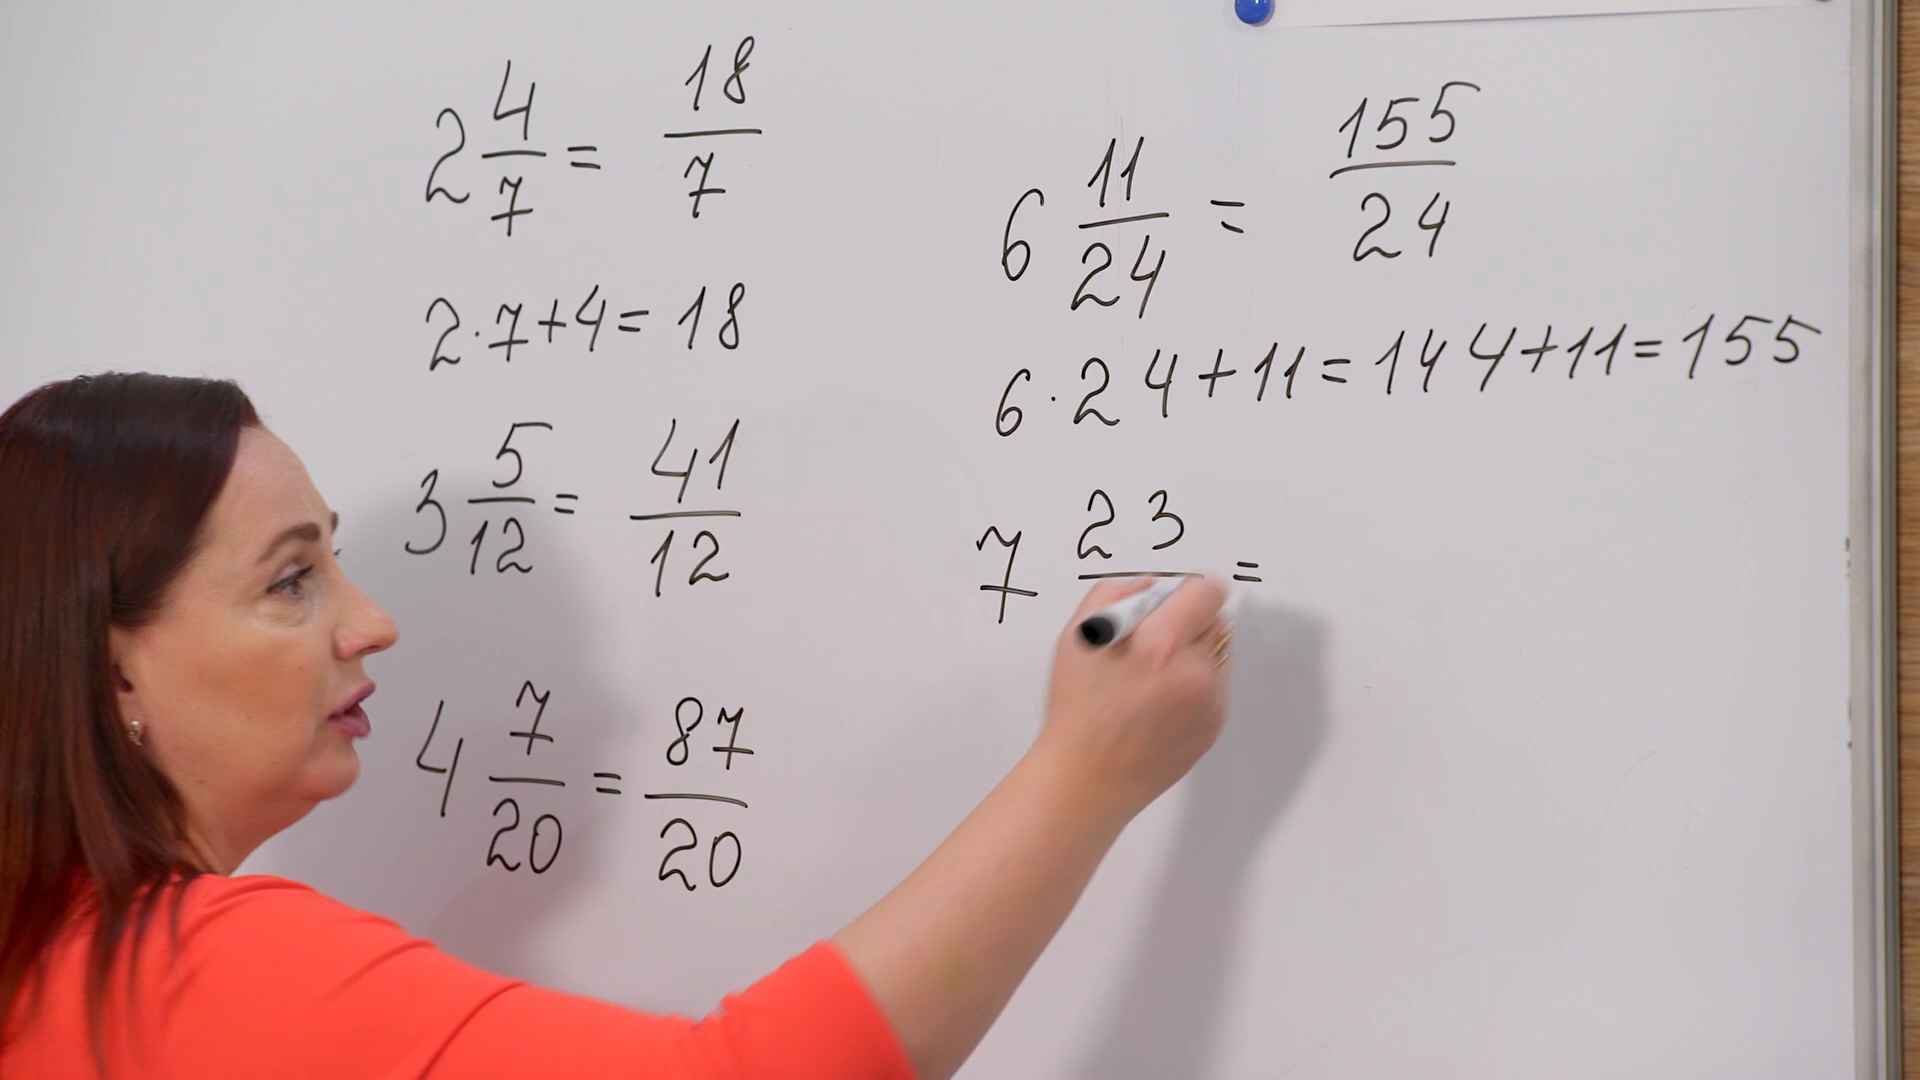 2 4/7 = 18/7
2·7+4=18
3 5/12 = 41/12
4 7/20 = 87/20
6 11/24 = 155/24
6·24+11=144+11=155
7 23/ =